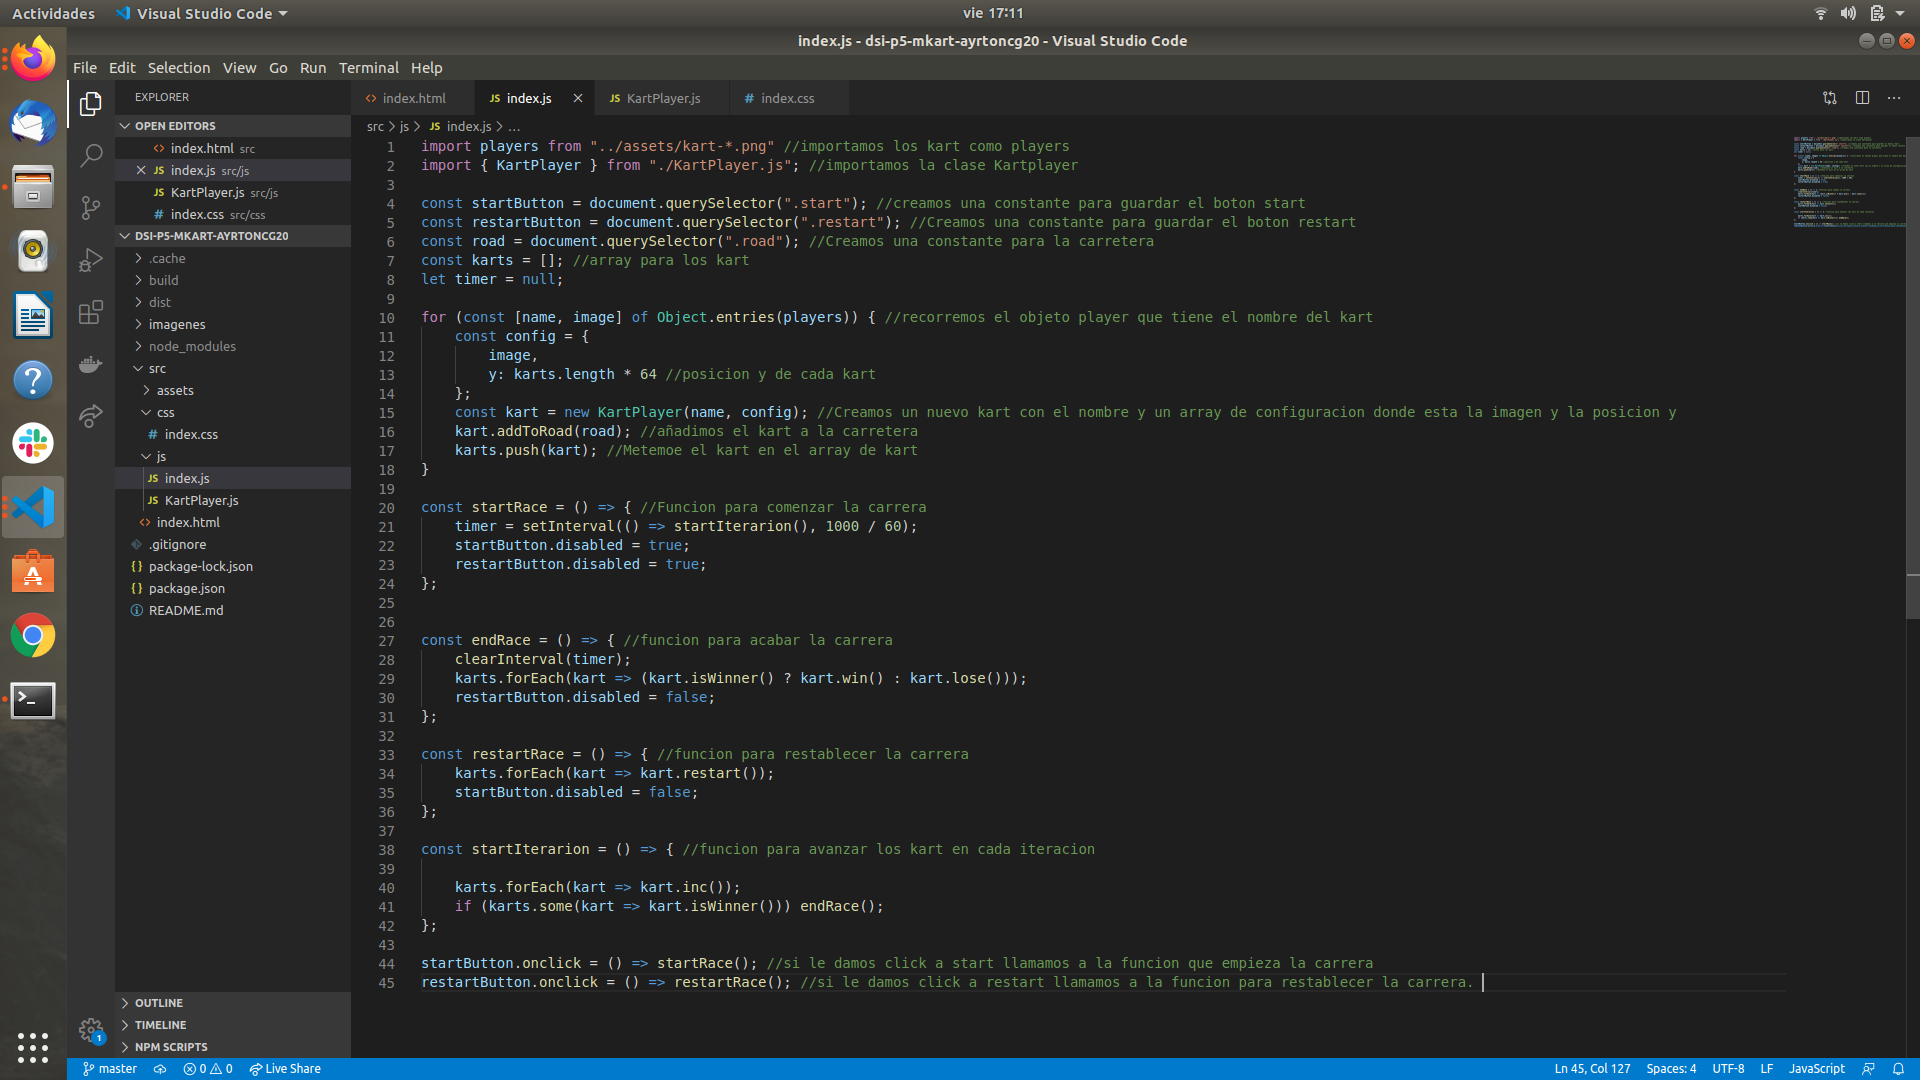 Actividades
Visual Studio Code
vie 17:11
index.js - dsi-p5-mkart-ayrtoncg20 - Visual Studio Code
File Edit Selection View Go Run Terminal Help
EXPLORER
OPEN EDITORS
index.html src
index.js src/js
KartPlayer.js src/js
index.css src/css
DSI-P5-MKART-AYRTONCG20
.cache
build
dist
imagenes
node_modules
src
assets
css
index.css
js
index.js
KartPlayer.js
index.html
.gitignore
package-lock.json
package.json
README.md
OUTLINE
TIMELINE
NPM SCRIPTS
index.html
index.js
KartPlayer.js
index.css
src > js > JS index.js > ...
1 import players from "../assets/kart-*.png" //importamos los kart como players
2 import { KartPlayer } from "./KartPlayer.js"; //importamos la clase Kartplayer
3
4 const startButton = document.querySelector(".start"); //creamos una constante para guardar el boton start
5 const restartButton = document.querySelector(".restart"); //Creamos una constante para guardar el boton restart
6 const road = document.querySelector(".road"); //Creamos una constante para la carretera
7 const karts = []; //array para los kart
8 let timer = null;
9
10 for (const [name, image] of Object.entries(players)) { //recorremos el objeto player que tiene el nombre del kart
11 const config = {
12 image,
13 y: karts.length * 64 //posicion y de cada kart
14 };
15 const kart = new KartPlayer(name, config); //Creamos un nuevo kart con el nombre y un array de configuracion donde esta la imagen y la posicion y
16 kart.addToRoad(road); //añadimos el kart a la carretera
17 karts.push(kart); //Metemoe el kart en el array de kart
18 }
19
20 const startRace = () => { //Funcion para comenzar la carrera
21 timer = setInterval(() => startIterarion(), 1000 / 60);
22 startButton.disabled = true;
23 restartButton.disabled = true;
24 };
25
26
27 const endRace = () => { //funcion para acabar la carrera
28 clearInterval(timer);
29 karts.forEach(kart => (kart.isWinner() ? kart.win() : kart.lose()));
30 restartButton.disabled = false;
31 };
32
33 const restartRace = () => { //funcion para restablecer la carrera
34 karts.forEach(kart => kart.restart());
35 startButton.disabled = false;
36 };
37
38 const startIterarion = () => { //funcion para avanzar los kart en cada iteracion
39
40 karts.forEach(kart => kart.inc());
41 if (karts.some(kart => kart.isWinner())) endRace();
42 };
43
44 startButton.onclick = () => startRace(); //si le damos click a start llamamos a la funcion que empieza la carrera
45 restartButton.onclick = () => restartRace(); //si le damos click a restart llamamos a la funcion para restablecer la carrera.
1
master 0 0 Live Share
Ln 45, Col 127 Spaces: 4 UTF-8 LF JavaScript